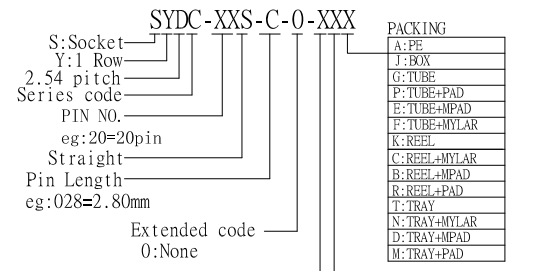 SYDC-XXS-C-0-XXX
S:Socket
Y:1 Row
2.54 pitch
Series code
PIN NO.
eg:20=20pin
Straight
Pin Length
eg:028=2.80mm
Extended code
0:None
PACKING
A:PE
J:BOX
G:TUBE
P:TUBE+PAD
E:TUBE+MPAD
F:TUBE+MYLAR
K:REEL
C:REEL+MYLAR
B:REEL+MPAD
R:REEL+PAD
T:TRAY
N:TRAY+MYLAR
D:TRAY+MPAD
M:TRAY+PAD